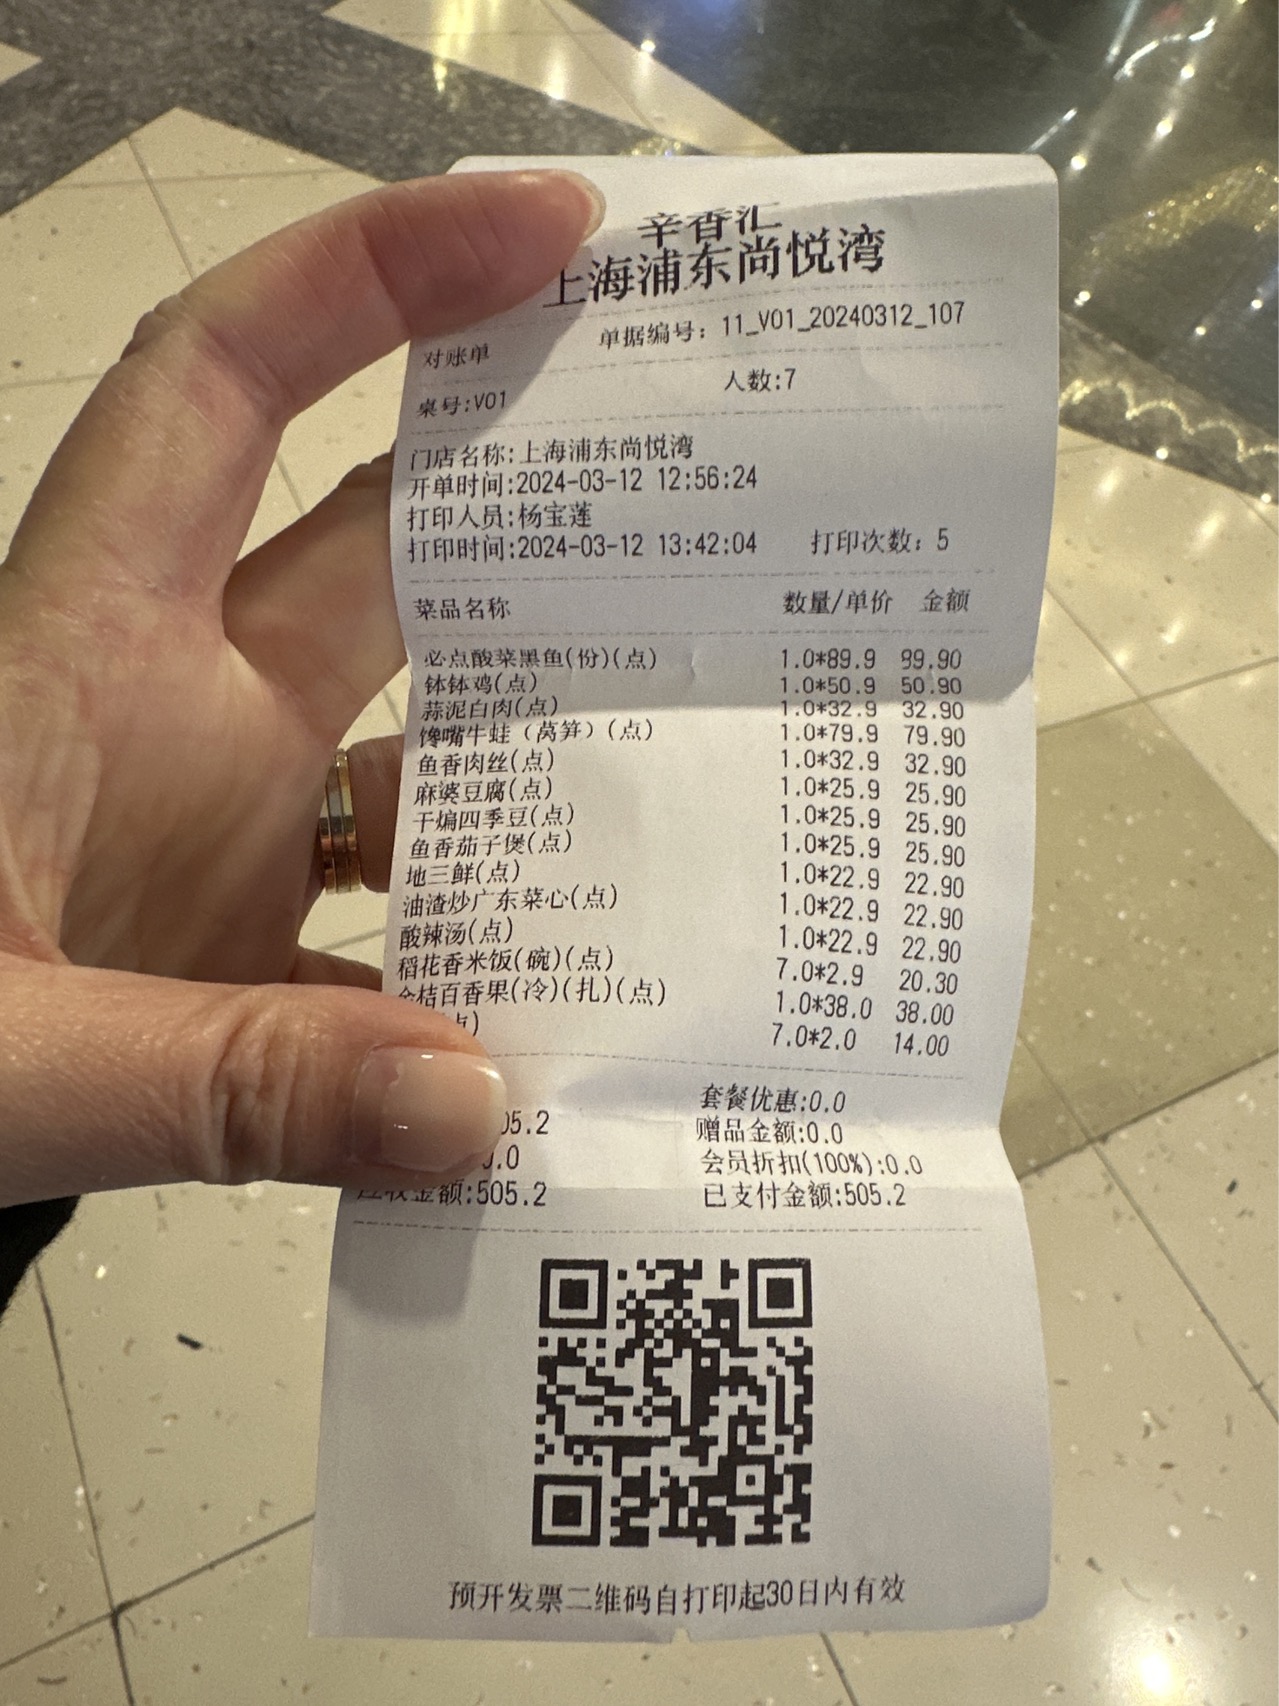 辛香汇
上海浦东尚悦湾
对账单 单据编号：11_V01_20240312_107
桌号:V01 人数:7
门店名称:上海浦东尚悦湾
开单时间:2024-03-12 12:56:24
打印人员:杨宝莲
打印时间:2024-03-12 13:42:04 打印次数：5
菜品名称 数量/单价 金额
必点酸菜黑鱼(份)(点) 1.0*89.9 89.90
钵钵鸡(点) 1.0*50.9 50.90
蒜泥白肉(点) 1.0*32.9 32.90
馋嘴牛蛙（莴笋）(点) 1.0*79.9 79.90
鱼香肉丝(点) 1.0*32.9 32.90
麻婆豆腐(点) 1.0*25.9 25.90
干煸四季豆(点) 1.0*25.9 25.90
鱼香茄子煲(点) 1.0*25.9 25.90
地三鲜(点) 1.0*22.9 22.90
油渣炒广东菜心(点) 1.0*22.9 22.90
酸辣汤(点) 1.0*22.9 22.90
稻花香米饭(碗)(点) 7.0*2.9 20.30
金桔百香果(冷)(扎)(点) 1.0*38.0 38.00
点) 7.0*2.0 14.00
套餐优惠:0.0
05.2 赠品金额:0.0
0.0 会员折扣(100%):0.0
应收金额:505.2 已支付金额:505.2
预开发票二维码自打印起30日内有效